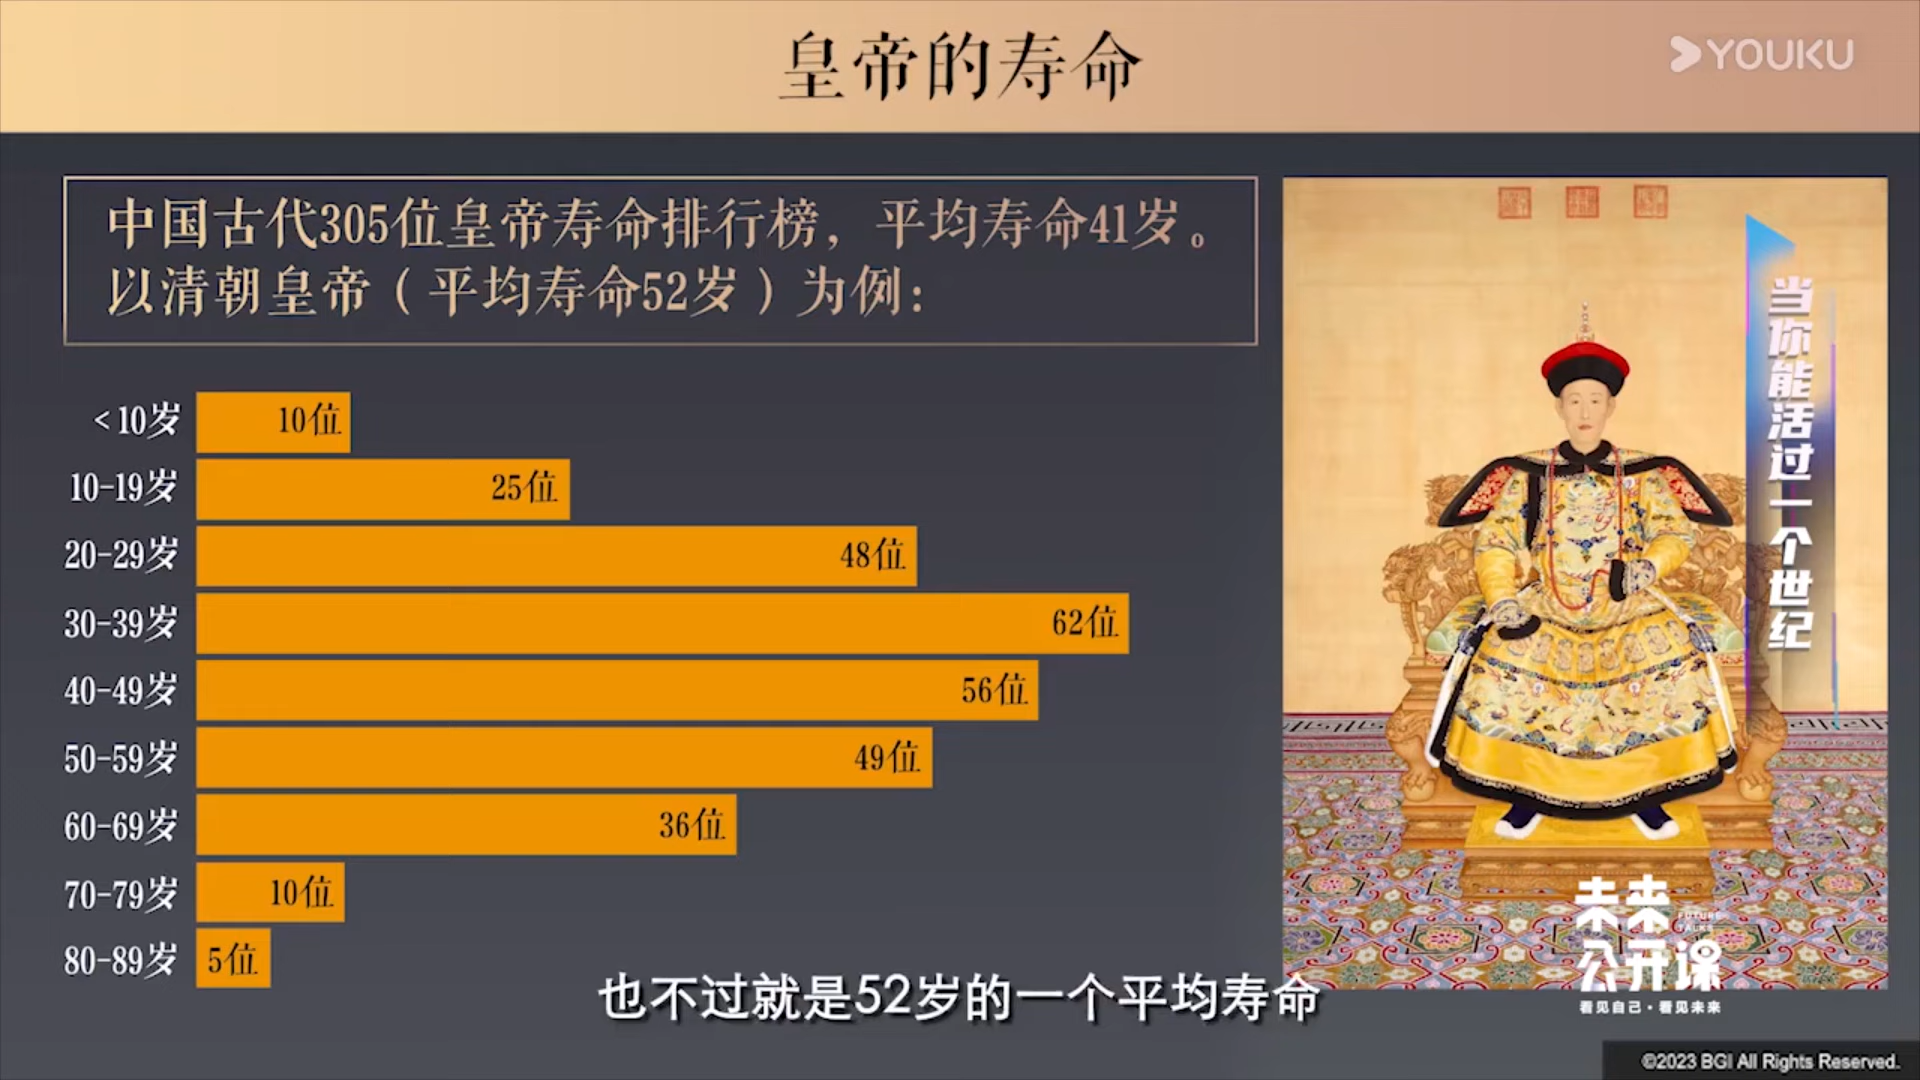 皇帝的寿命
YOUKU
中国古代305位皇帝寿命排行榜，平均寿命41岁。
以清朝皇帝（平均寿命52岁）为例：
<10岁 10位
10-19岁 25位
20-29岁 48位
30-39岁 62位
40-49岁 56位
50-59岁 49位
60-69岁 36位
70-79岁 10位
80-89岁 5位
当你能活过一个世纪
未来
FUTURE
TALKS
公开课
看见自己·看见未来
也不过就是52岁的一个平均寿命
©2023 BGI All Rights Reserved.